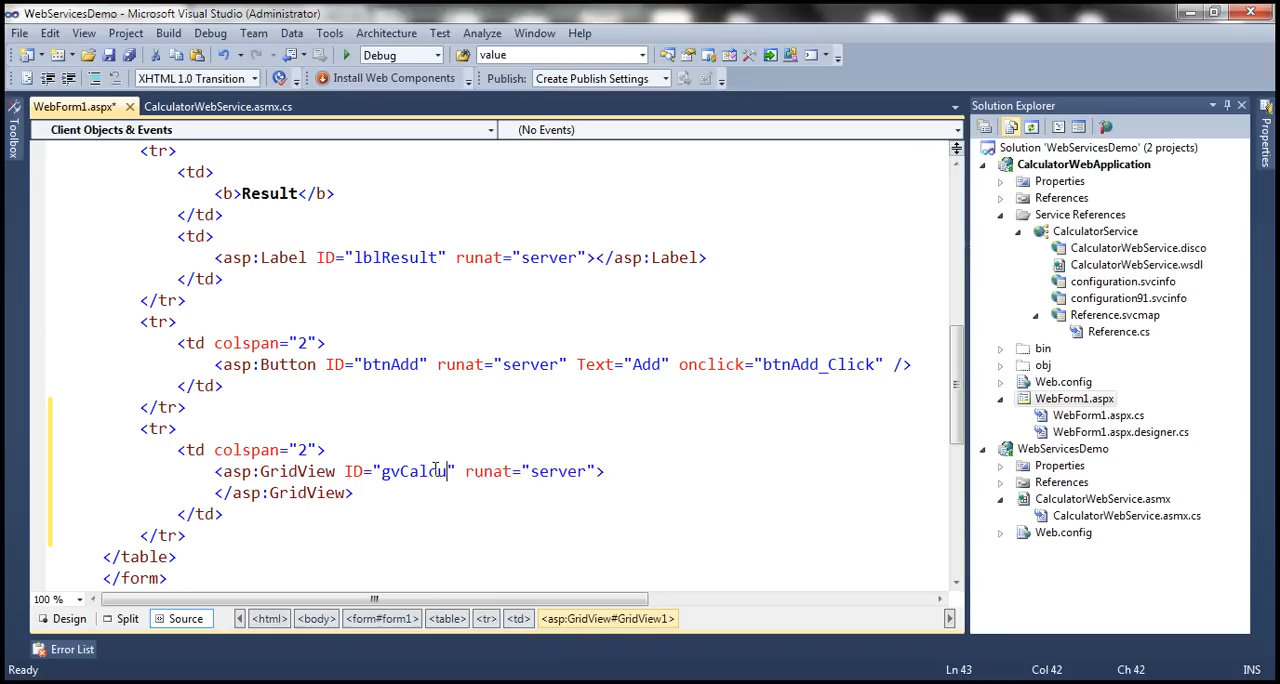 WebServicesDemo - Microsoft Visual Studio (Administrator)
File Edit View Project Build Debug Team Data Tools Architecture Test Analyze Window Help
Debug value
XHTML 1.0 Transition Install Web Components Publish: Create Publish Settings
WebForm1.aspx* CalculatorWebService.asmx.cs
Client Objects & Events (No Events)
Toolbox
<tr>
<td>
<b>Result</b>
</td>
<td>
<asp:Label ID="lblResult" runat="server"></asp:Label>
</td>
</tr>
<tr>
<td colspan="2">
<asp:Button ID="btnAdd" runat="server" Text="Add" onclick="btnAdd_Click" />
</td>
</tr>
<tr>
<td colspan="2">
<asp:GridView ID="gvCalcu" runat="server">
</asp:GridView>
</td>
</tr>
</table>
</form>
100 %
Design Split Source <html> <body> <form#form1> <table> <tr> <td> <asp:GridView#GridView1>
Error List
Ready Ln 43 Col 42 Ch 42 INS
Solution Explorer
Solution 'WebServicesDemo' (2 projects)
CalculatorWebApplication
Properties
References
Service References
CalculatorService
CalculatorWebService.disco
CalculatorWebService.wsdl
configuration.svcinfo
configuration91.svcinfo
Reference.svcmap
Reference.cs
bin
obj
Web.config
WebForm1.aspx
WebForm1.aspx.cs
WebForm1.aspx.designer.cs
WebServicesDemo
Properties
References
CalculatorWebService.asmx
CalculatorWebService.asmx.cs
Web.config
Properties